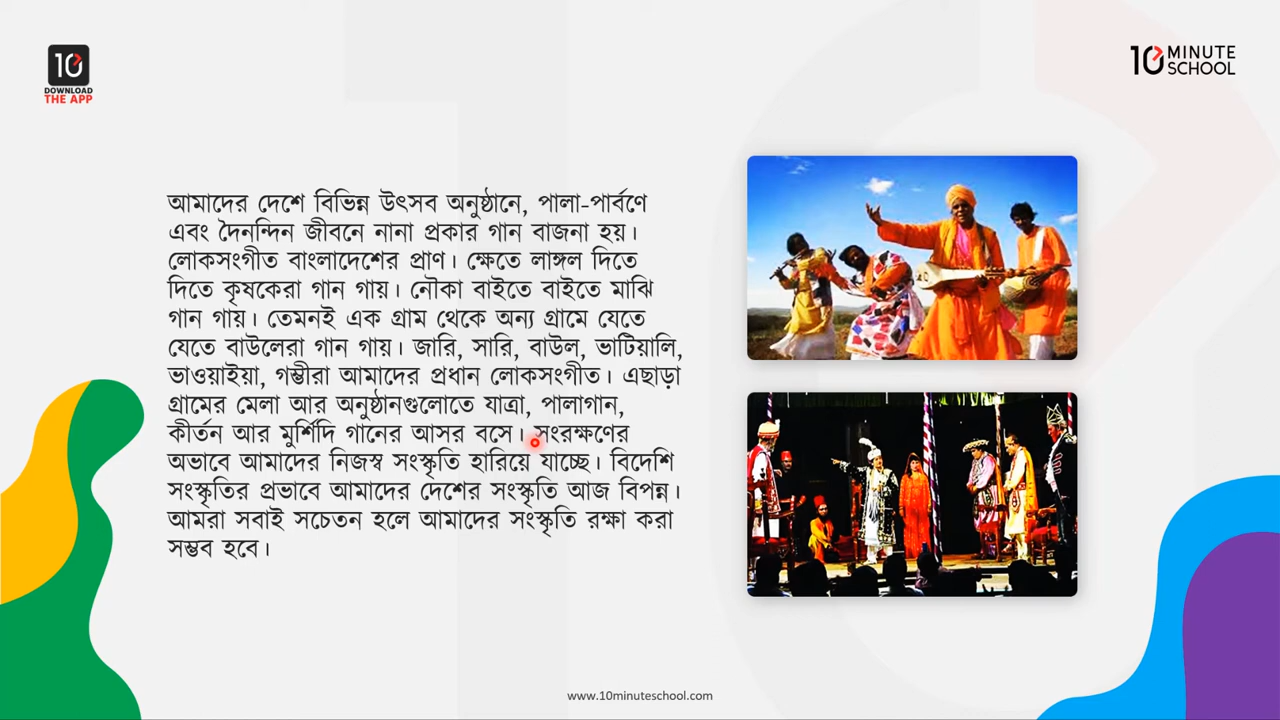 10
DOWNLOAD
THE APP
10 MINUTE
SCHOOL
আমাদের দেশে বিভিন্ন উৎসব অনুষ্ঠানে, পালা-পার্বণে
এবং দৈনন্দিন জীবনে নানা প্রকার গান বাজনা হয়।
লোকসংগীত বাংলাদেশের প্রাণ। ক্ষেতে লাঙ্গল দিতে
দিতে কৃষকেরা গান গায়। নৌকা বাইতে বাইতে মাঝি
গান গায়। তেমনই এক গ্রাম থেকে অন্য গ্রামে যেতে
যেতে বাউলেরা গান গায়। জারি, সারি, বাউল, ভাটিয়ালি,
ভাওয়াইয়া, গম্ভীরা আমাদের প্রধান লোকসংগীত। এছাড়া
গ্রামের মেলা আর অনুষ্ঠানগুলোতে যাত্রা, পালাগান,
কীর্তন আর মুর্শিদি গানের আসর বসে। সংরক্ষণের
অভাবে আমাদের নিজস্ব সংস্কৃতি হারিয়ে যাচ্ছে। বিদেশি
সংস্কৃতির প্রভাবে আমাদের দেশের সংস্কৃতি আজ বিপন্ন।
আমরা সবাই সচেতন হলে আমাদের সংস্কৃতি রক্ষা করা
সম্ভব হবে।
www.10minuteschool.com